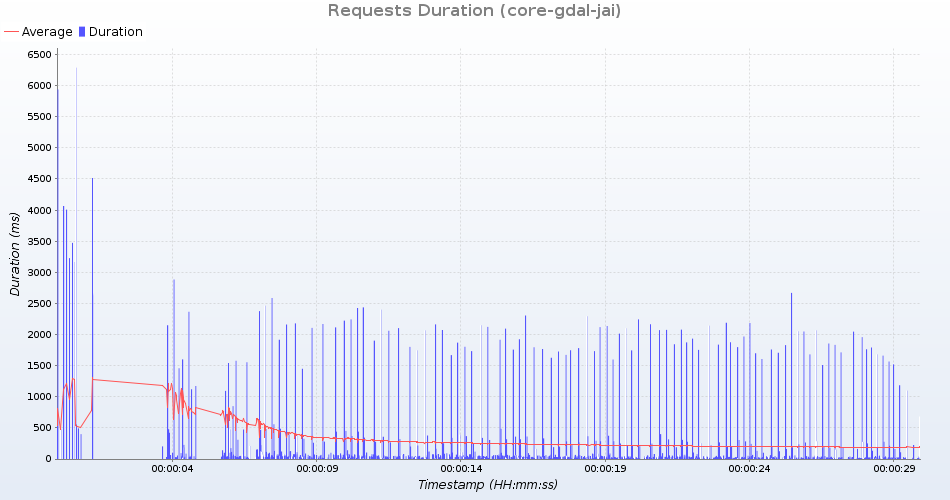 Requests Duration (core-gdal-jai)
Average Duration
6500
6000
5500
5000
4500
4000
3500
3000
2500
2000
1500
1000
500
0
Duration (ms)
00:00:04 00:00:09 00:00:14 00:00:19 00:00:24 00:00:29
Timestamp (HH:mm:ss)